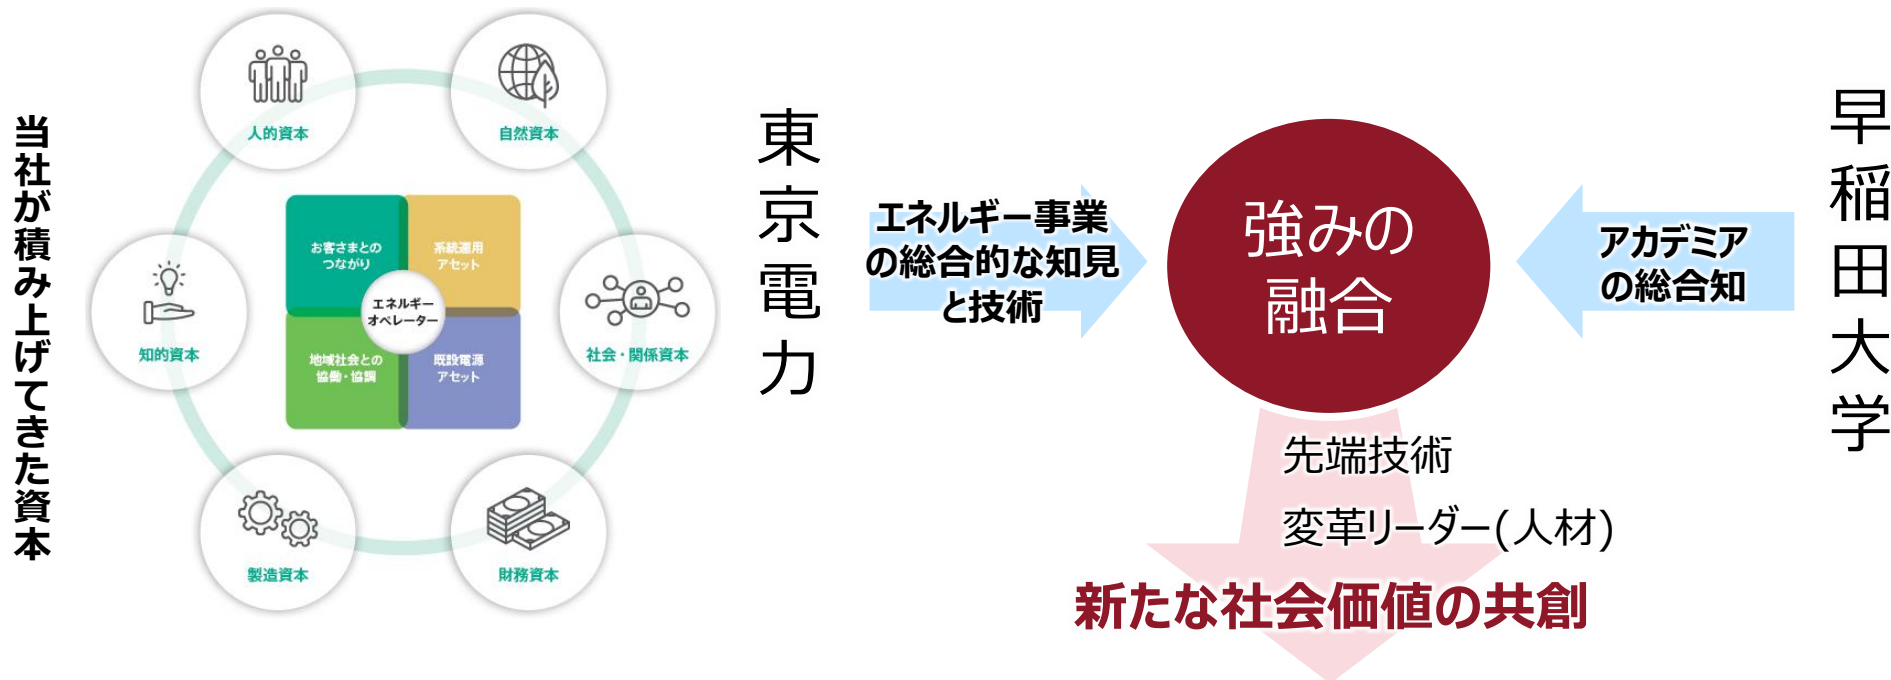 当社が積み上げてきた資本
人的資本
自然資本
知的資本
社会・関係資本
製造資本
財務資本
お客さまとの
つながり
系統運用
アセット
エネルギー
オペレーター
地域社会との
協働・協調
既設電源
アセット
東京電力
エネルギー事業
の総合的な知見
と技術
強みの
融合
アカデミア
の総合知
早稲田大学
先端技術
変革リーダー(人材)
新たな社会価値の共創